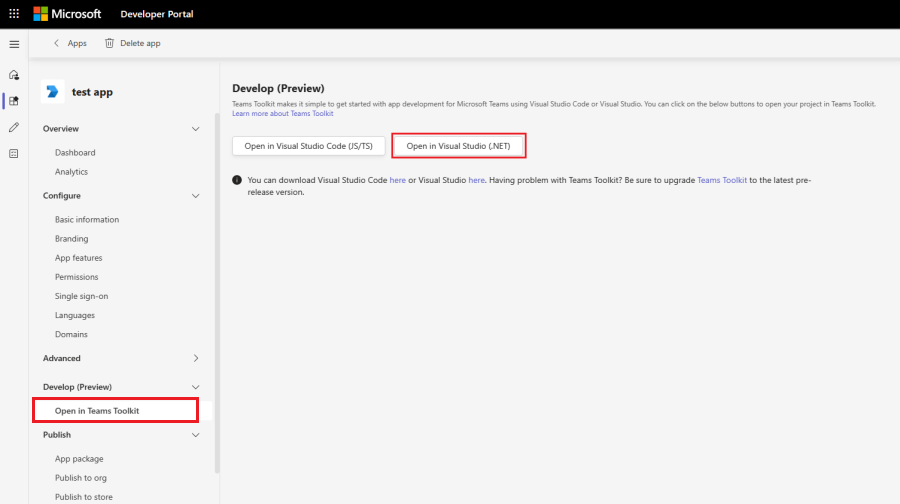 Microsoft Developer Portal
Apps Delete app
test app
Overview
Dashboard
Analytics
Configure
Basic information
Branding
App features
Permissions
Single sign-on
Languages
Domains
Advanced
Develop (Preview)
Open in Teams Toolkit
Publish
App package
Publish to org
Publish to store
Develop (Preview)
Teams Toolkit makes it simple to get started with app development for Microsoft Teams using Visual Studio Code or Visual Studio. You can click on the below buttons to open your project in Teams Toolkit.
Learn more about Teams Toolkit
Open in Visual Studio Code (JS/TS) Open in Visual Studio (.NET)
You can download Visual Studio Code here or Visual Studio here. Having problem with Teams Toolkit? Be sure to upgrade Teams Toolkit to the latest pre-
release version.